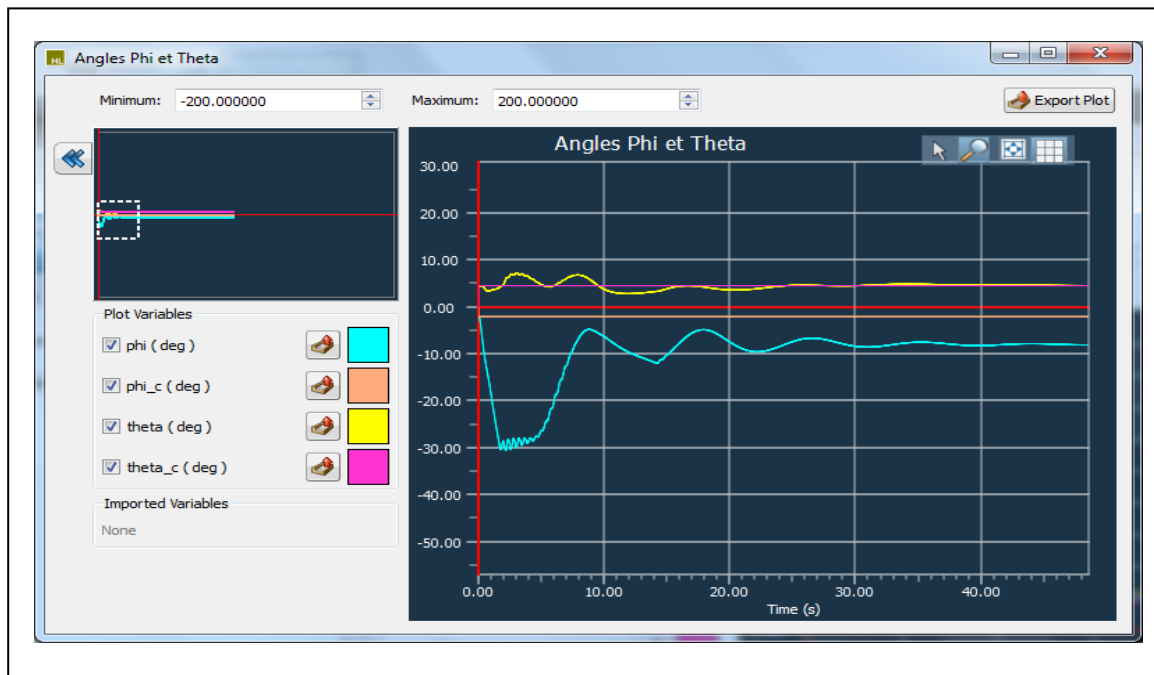 HL Angles Phi et Theta
Minimum: -200.000000 Maximum: 200.000000 Export Plot
Angles Phi et Theta
30.00
20.00
10.00
0.00
-10.00
-20.00
-30.00
-40.00
-50.00
0.00 10.00 20.00 30.00 40.00
Time (s)
Plot Variables
phi ( deg )
phi_c ( deg )
theta ( deg )
theta_c ( deg )
Imported Variables
None